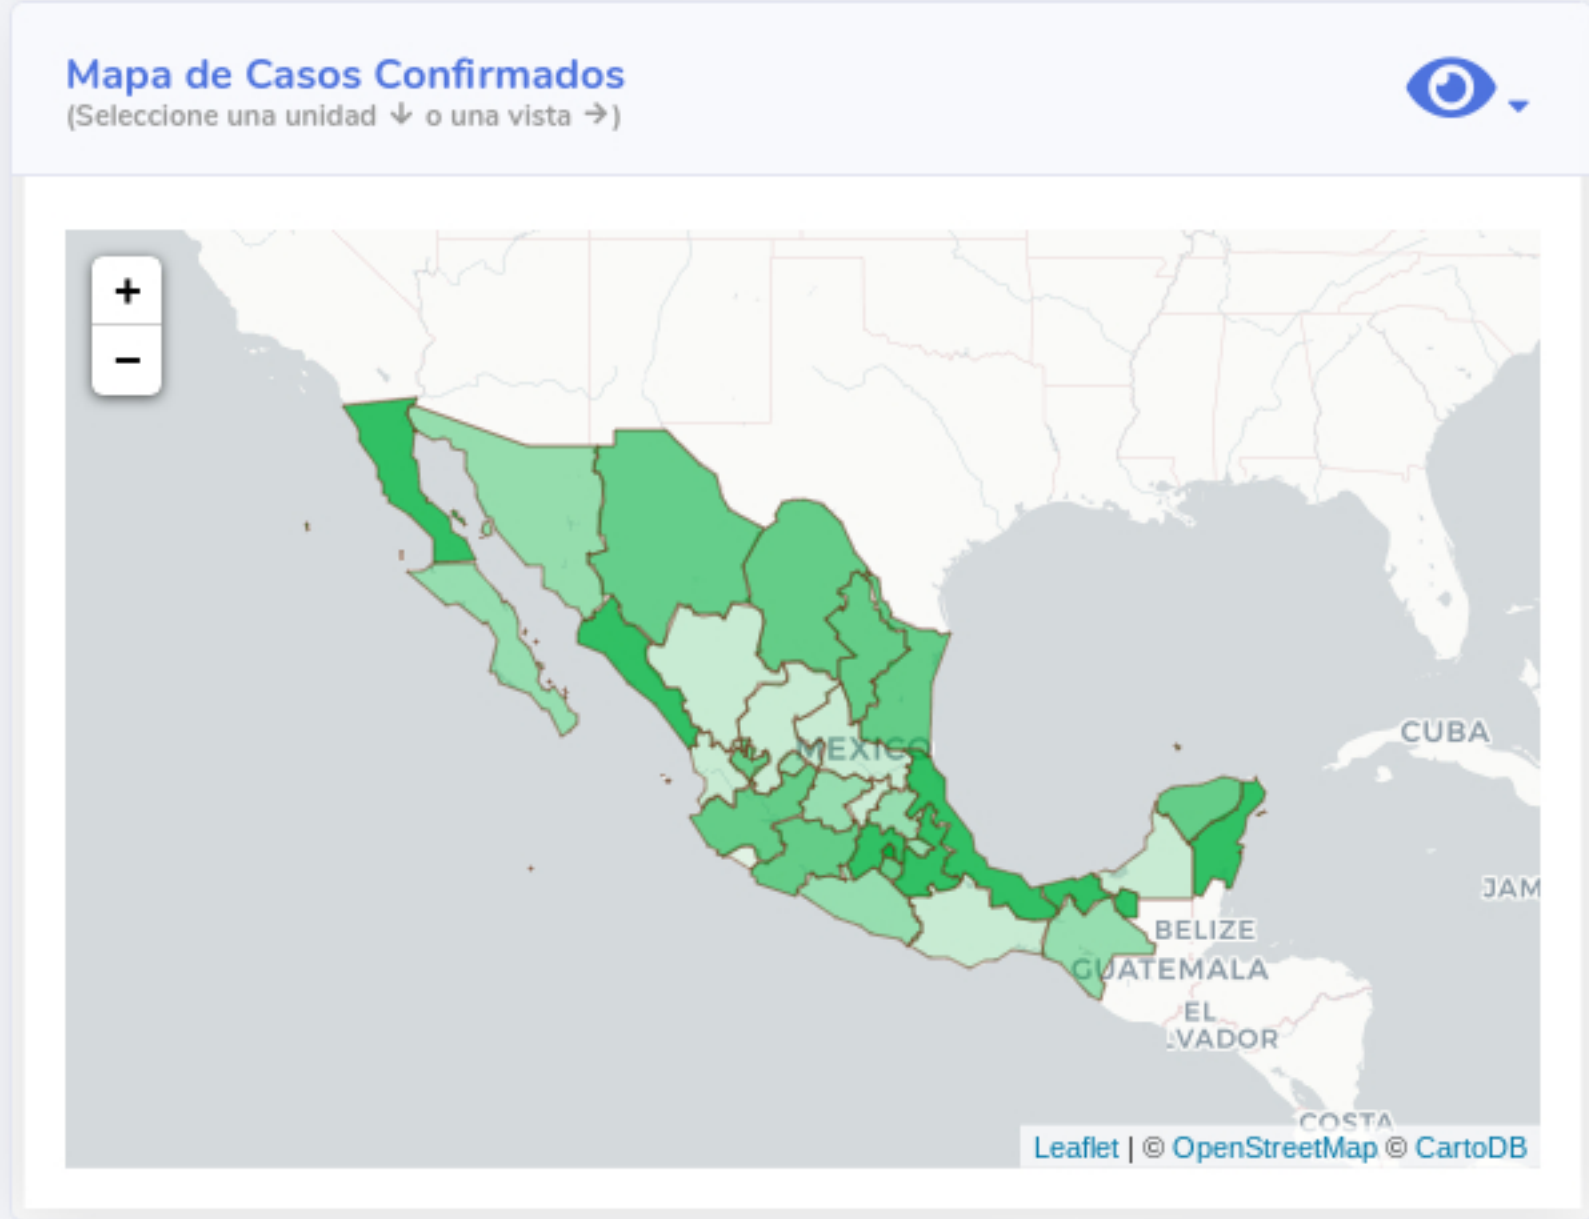 Mapa de Casos Confirmados
(Seleccione una unidad ↓ o una vista →)
+
−
MEXICO
CUBA
JAM
BELIZE
GUATEMALA
EL
VADOR
COSTA
Leaflet | © OpenStreetMap © CartoDB